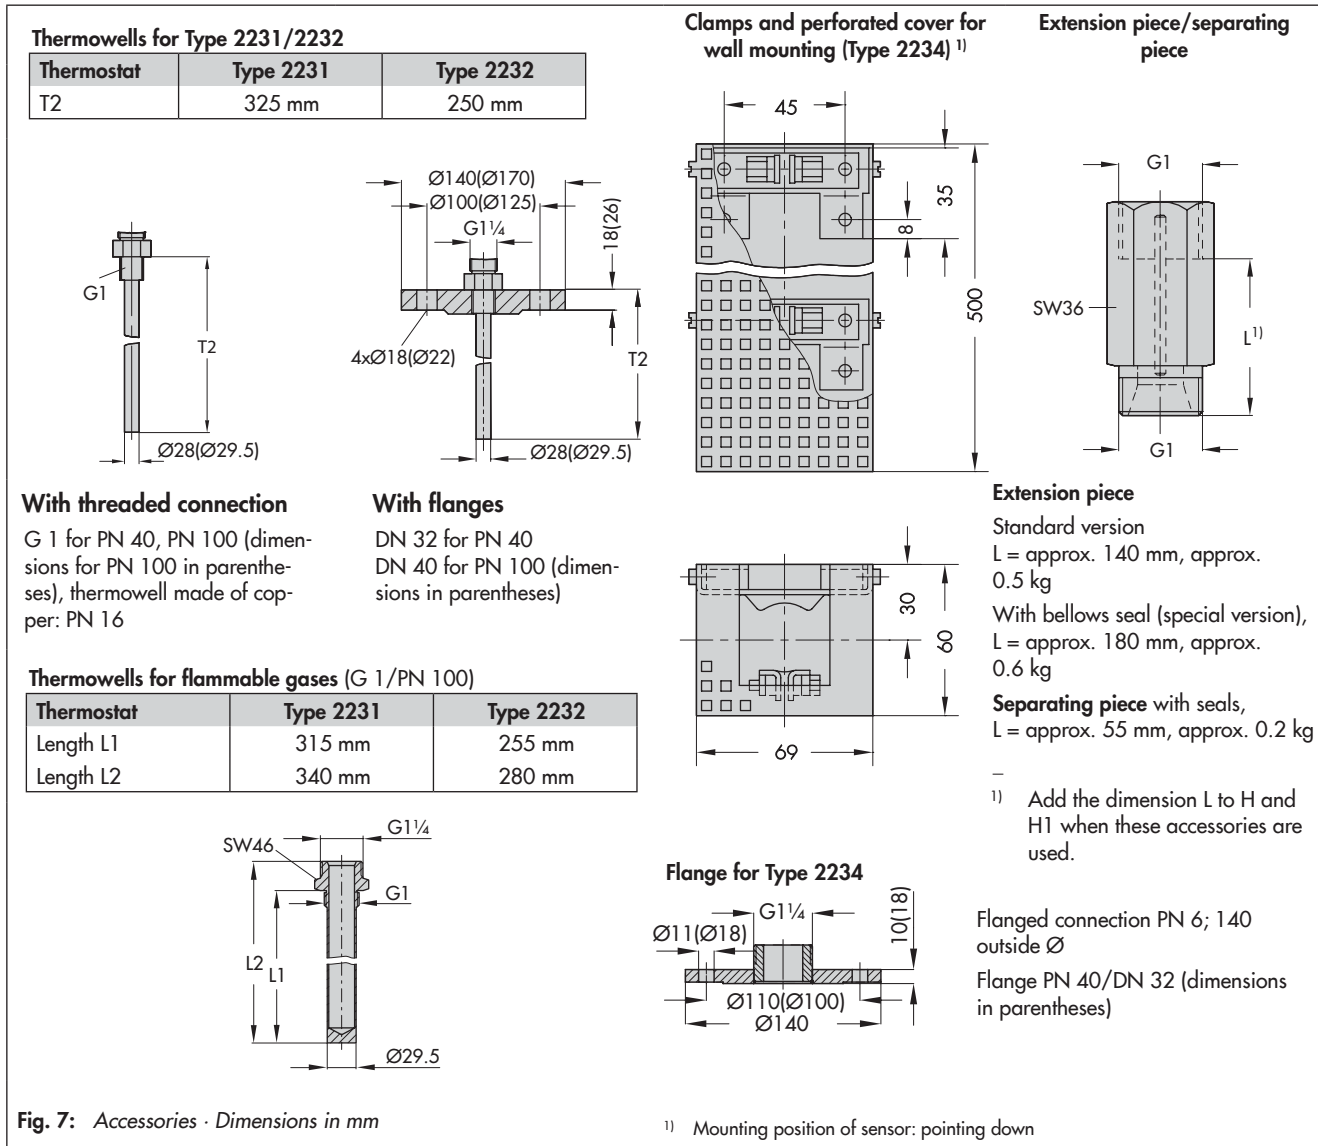 Thermowells for Type 2231/2232
Thermostat Type 2231 Type 2232
T2 325 mm 250 mm
G1
T2
Ø28(Ø29.5)
Ø140(Ø170)
Ø100(Ø125)
G1¼
18(26)
4xØ18(Ø22)
T2
Ø28(Ø29.5)
With threaded connection
G 1 for PN 40, PN 100 (dimen-
sions for PN 100 in parenthe-
ses), thermowell made of cop-
per: PN 16
With flanges
DN 32 for PN 40
DN 40 for PN 100 (dimen-
sions in parentheses)
Thermowells for flammable gases (G 1/PN 100)
Thermostat Type 2231 Type 2232
Length L1 315 mm 255 mm
Length L2 340 mm 280 mm
G1¼
SW46
G1
L2
L1
Ø29.5
Clamps and perforated cover for
wall mounting (Type 2234) 1)
45
35
8
500
30
60
69
Flange for Type 2234
G1¼
10(18)
Ø11(Ø18)
Ø110(Ø100)
Ø140
Extension piece/separating
piece
G1
SW36
L1)
G1
Extension piece
Standard version
L = approx. 140 mm, approx.
0.5 kg
With bellows seal (special version),
L = approx. 180 mm, approx.
0.6 kg
Separating piece with seals,
L = approx. 55 mm, approx. 0.2 kg
–
1) Add the dimension L to H and
H1 when these accessories are
used.
Flanged connection PN 6; 140
outside Ø
Flange PN 40/DN 32 (dimensions
in parentheses)
Fig. 7: Accessories · Dimensions in mm
1) Mounting position of sensor: pointing down